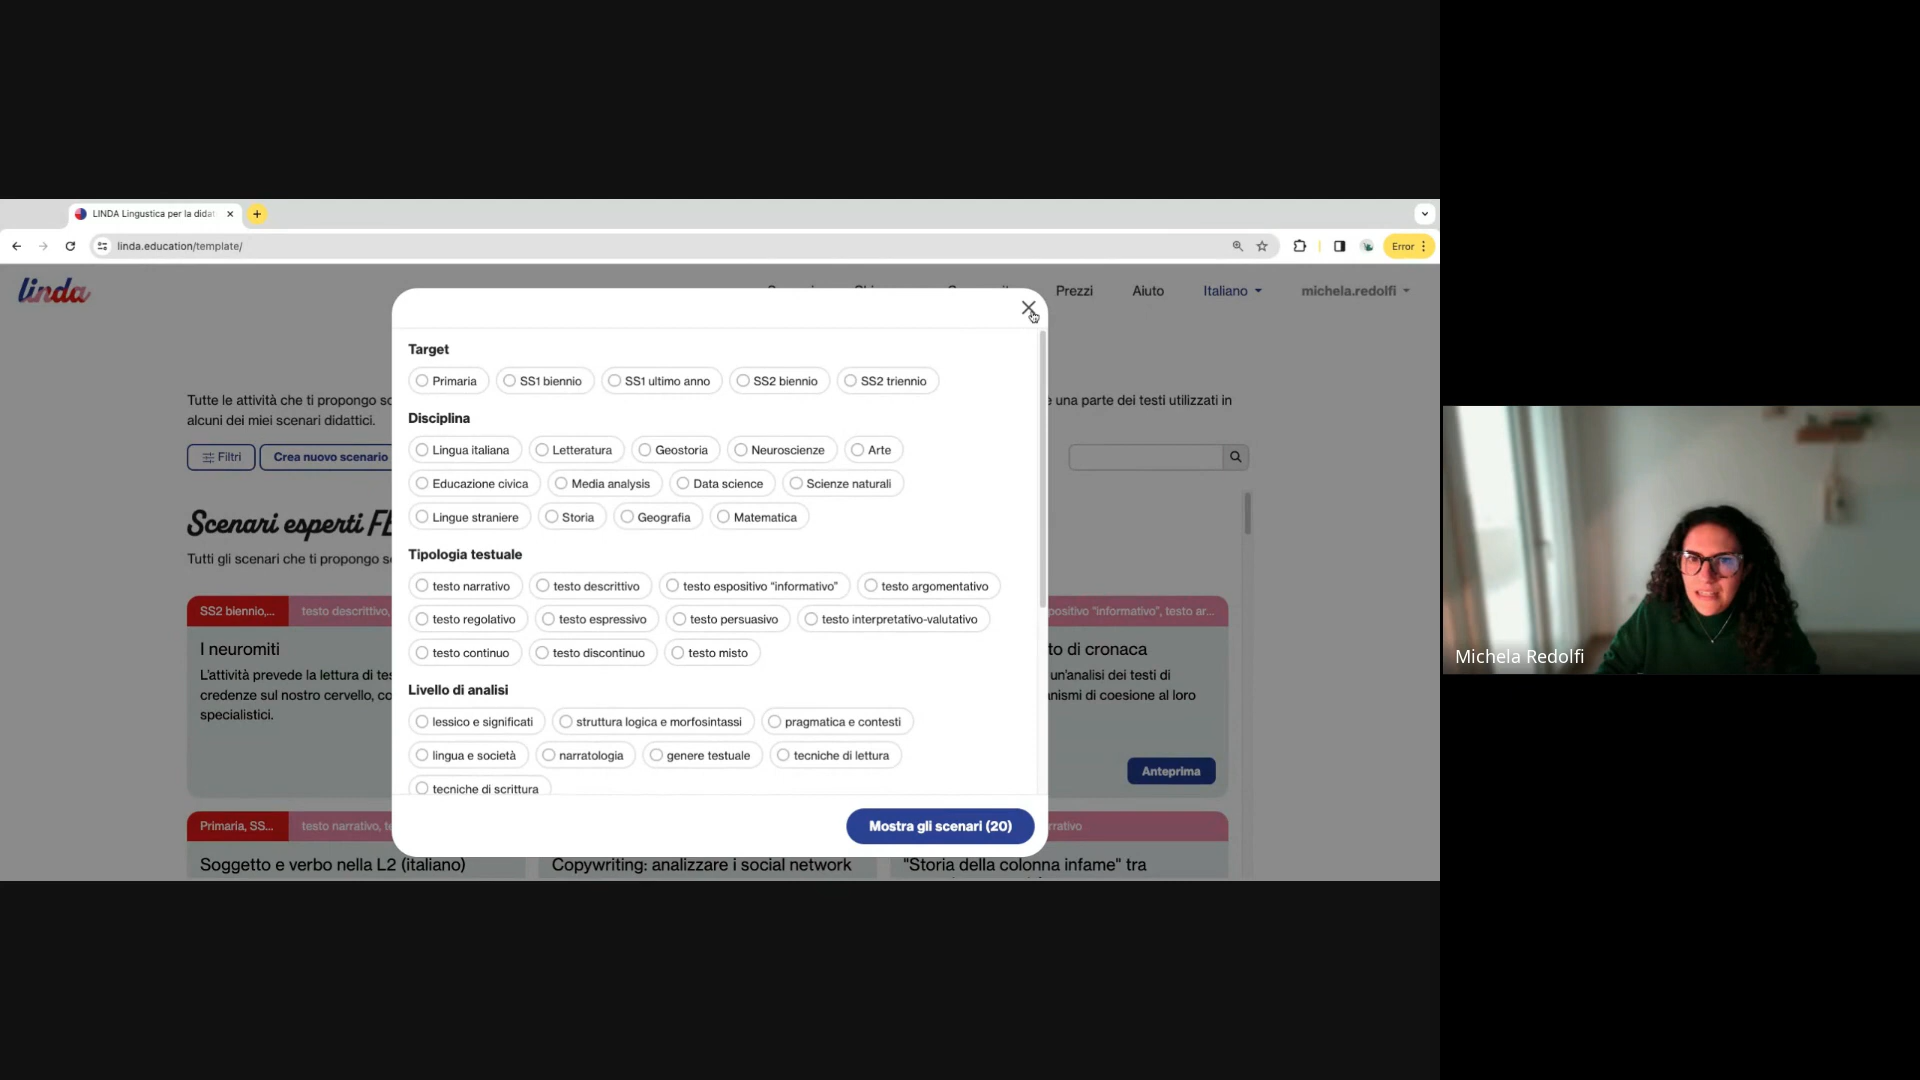 LINDA Lingustica per la didat
linda.education/template/
Error
linda
Prezzi
Aiuto
Italiano
michela.redolfi
Tutte le attività che ti propongo
e una parte dei testi utilizzati in
alcuni dei miei scenari didattici.
Filtri
Crea nuovo scenario
Scenari esperti
Tutti gli scenari che ti propongo
SS2 biennio,...
testo descrittivo,
I neuromiti
L'attività prevede la lettura di
credenze sul nostro cervello,
specialistici.
Primaria, SS...
testo narrativo,
Soggetto e verbo nella L2 (italiano)
Copywriting: analizzare i social network
"Storia della colonna infame" tra
"informativo", testo ar...
di cronaca
un'analisi dei testi di
di coesione al loro
Anteprima
Target
Primaria
SS1 biennio
SS1 ultimo anno
SS2 biennio
SS2 triennio
Disciplina
Lingua italiana
Letteratura
Geostoria
Neuroscienze
Arte
Educazione civica
Media analysis
Data science
Scienze naturali
Lingue straniere
Storia
Geografia
Matematica
Tipologia testuale
testo narrativo
testo descrittivo
testo espositivo "informativo"
testo argomentativo
testo regolativo
testo espressivo
testo persuasivo
testo interpretativo-valutativo
testo continuo
testo discontinuo
testo misto
Livello di analisi
lessico e significati
struttura logica e morfosintassi
pragmatica e contesti
lingua e società
narratologia
genere testuale
tecniche di lettura
tecniche di scrittura
Mostra gli scenari (20)
Michela Redolfi